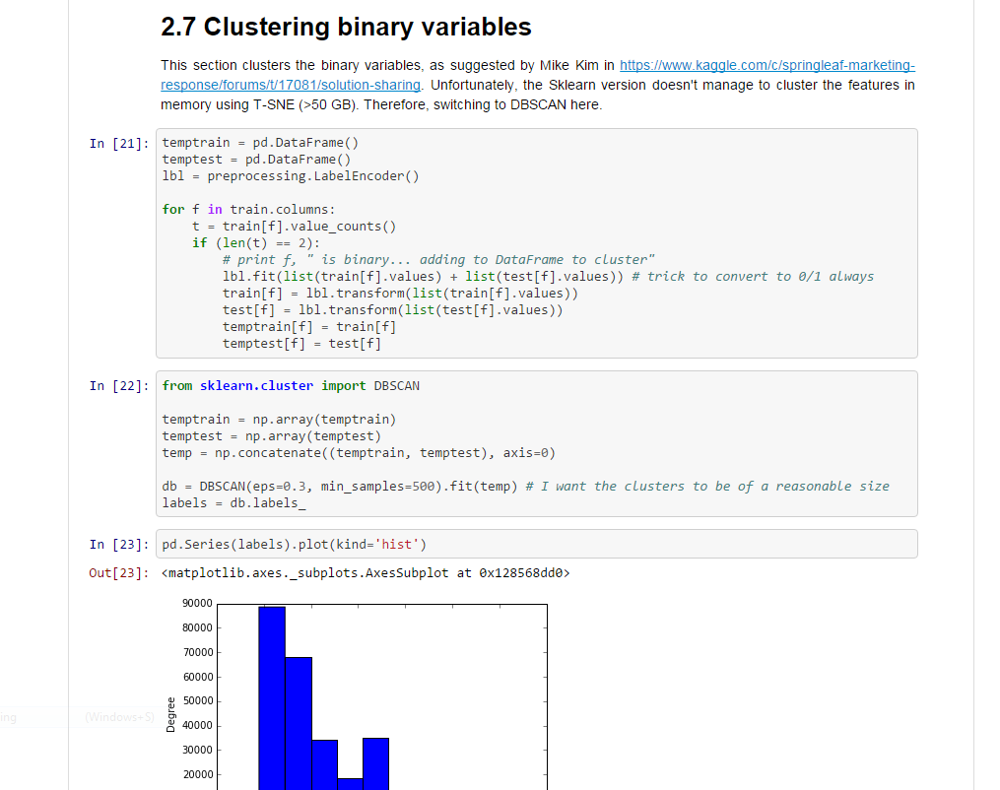 2.7 Clustering binary variables
This section clusters the binary variables, as suggested by Mike Kim in https://www.kaggle.com/c/springleaf-marketing-
response/forums/t/17081/solution-sharing. Unfortunately, the Sklearn version doesn't manage to cluster the features in
memory using T-SNE (>50 GB). Therefore, switching to DBSCAN here.
In [21]:
temptrain = pd.DataFrame()
temptest = pd.DataFrame()
lbl = preprocessing.LabelEncoder()
for f in train.columns:
    t = train[f].value_counts()
    if (len(t) == 2):
        # print f, " is binary... adding to DataFrame to cluster"
        lbl.fit(list(train[f].values) + list(test[f].values)) # trick to convert to 0/1 always
        train[f] = lbl.transform(list(train[f].values))
        test[f] = lbl.transform(list(test[f].values))
        temptrain[f] = train[f]
        temptest[f] = test[f]
In [22]:
from sklearn.cluster import DBSCAN
temptrain = np.array(temptrain)
temptest = np.array(temptest)
temp = np.concatenate((temptrain, temptest), axis=0)
db = DBSCAN(eps=0.3, min_samples=500).fit(temp) # I want the clusters to be of a reasonable size
labels = db.labels_
In [23]:
pd.Series(labels).plot(kind='hist')
Out[23]:
<matplotlib.axes._subplots.AxesSubplot at 0x128568dd0>
90000
80000
70000
60000
50000
40000
30000
20000
Degree
ing
(Windows+S)